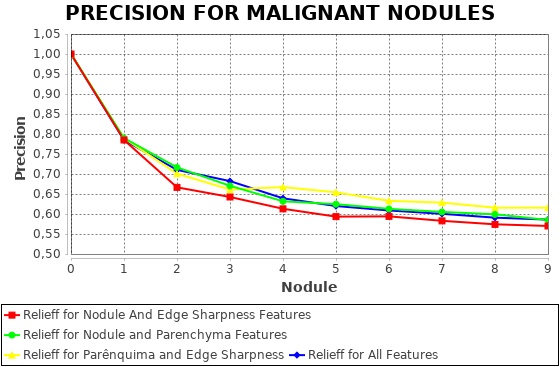 PRECISION FOR MALIGNANT NODULES
1,05
1,00
0,95
0,90
0,85
0,80
0,75
0,70
0,65
0,60
0,55
0,50
Precision
0 1 2 3 4 5 6 7 8 9
Nodule
Relieff for Nodule And Edge Sharpness Features
Relieff for Nodule and Parenchyma Features
Relieff for Parênquima and Edge Sharpness Relieff for All Features